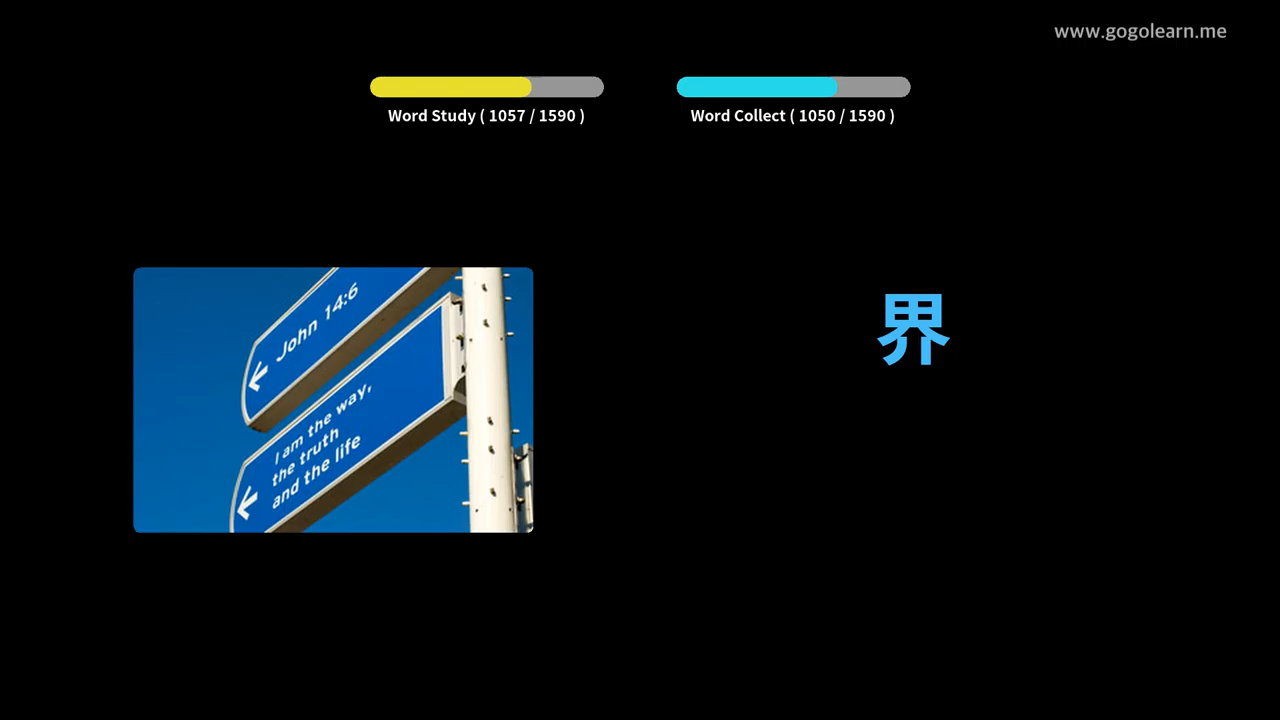 www.gogolearn.me
Word Study ( 1057 / 1590 )
Word Collect ( 1050 / 1590 )
John 14:6
I am the way,
the truth
and the life
界